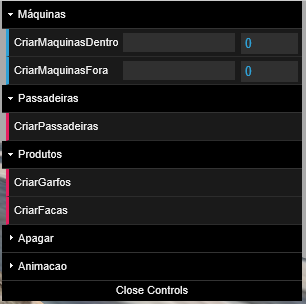 Máquinas
CriarMaquinasDentro 0
CriarMaquinasFora 0
Passadeiras
CriarPassadeiras
Produtos
CriarGarfos
CriarFacas
Apagar
Animacao
Close Controls